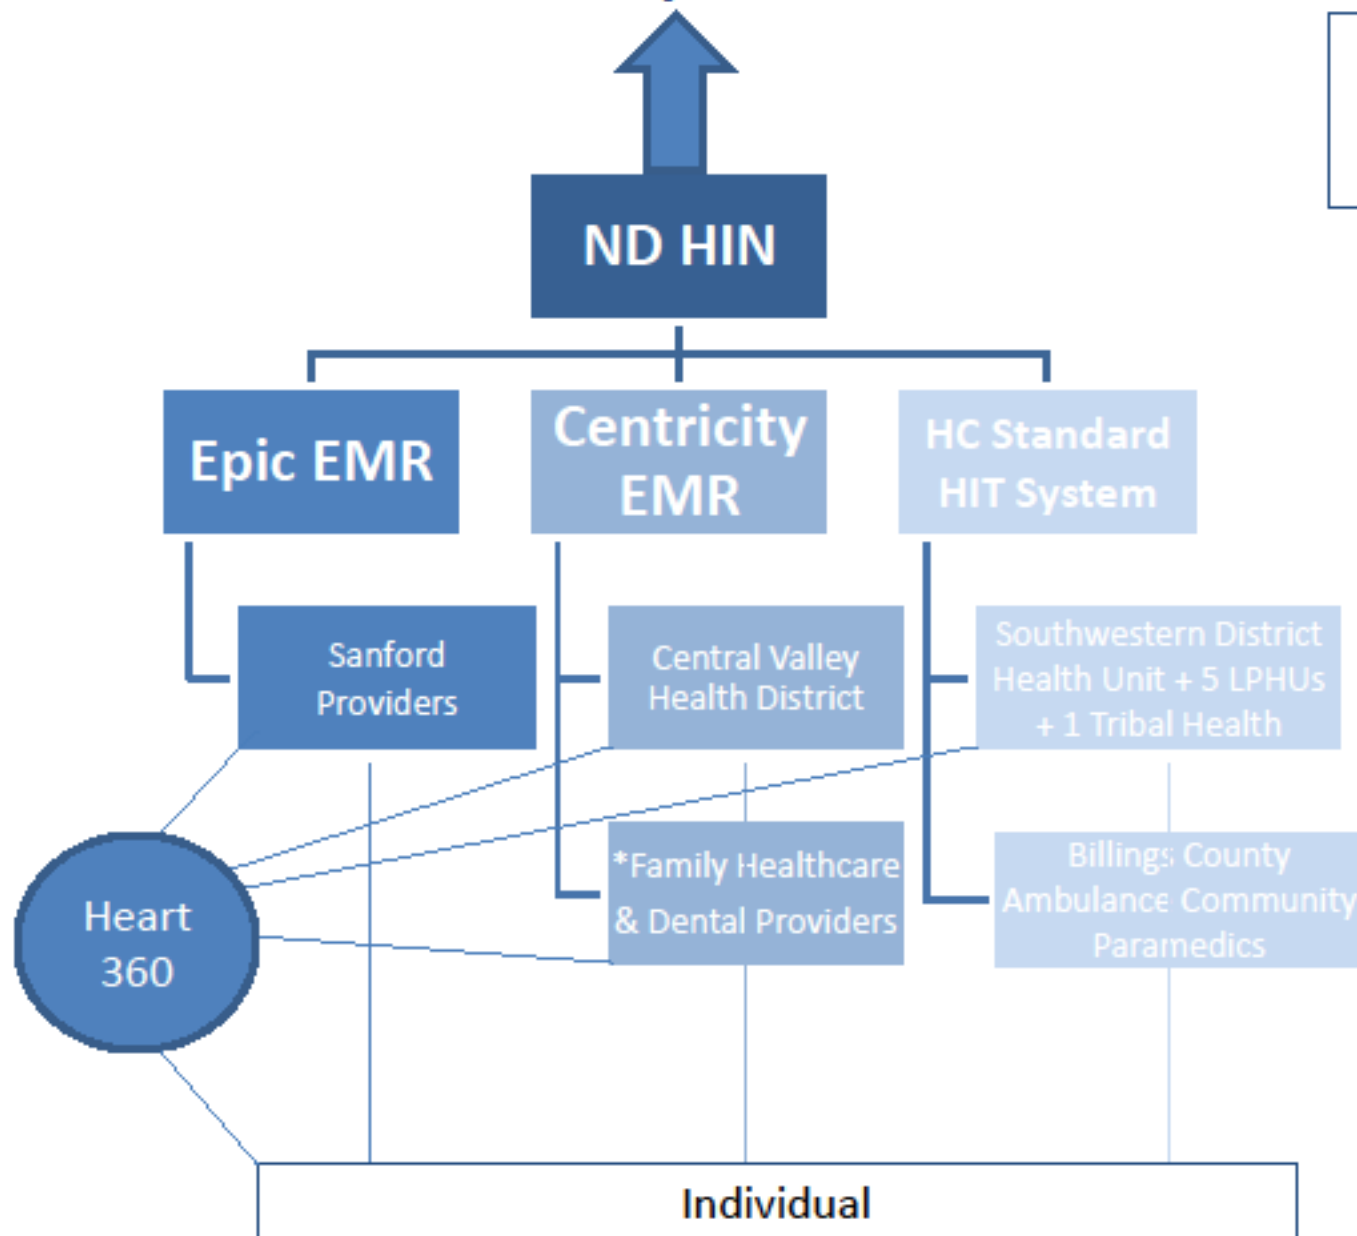 ND HIN
Epic EMR
Centricity
EMR
HC Standard
HIT System
Sanford
Providers
Central Valley
Health District
Southwestern District
Health Unit + 5 LPHUs
+ 1 Tribal Health
*Family Healthcare
& Dental Providers
Billings County
Ambulance Community
Paramedics
Heart
360
Individual